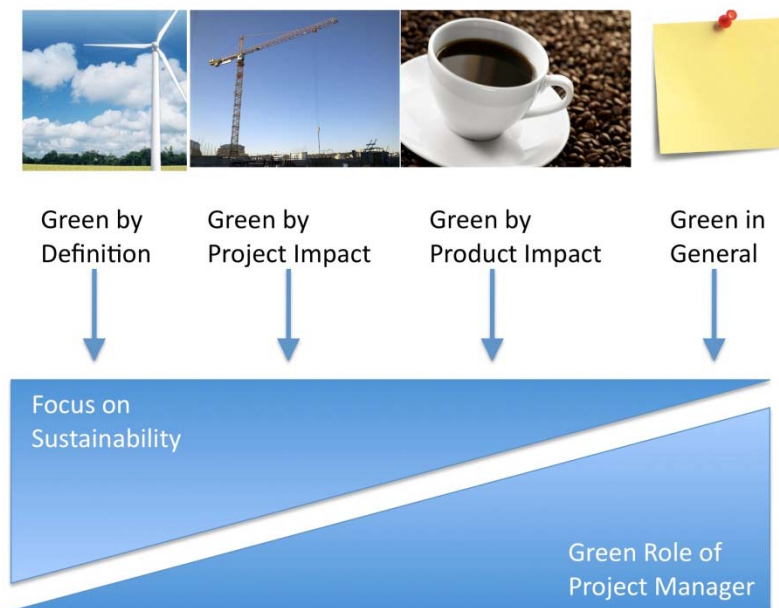 Green by
Definition
Green by
Project Impact
Green by
Product Impact
Green in
General
Focus on
Sustainability
Green Role of
Project Manager